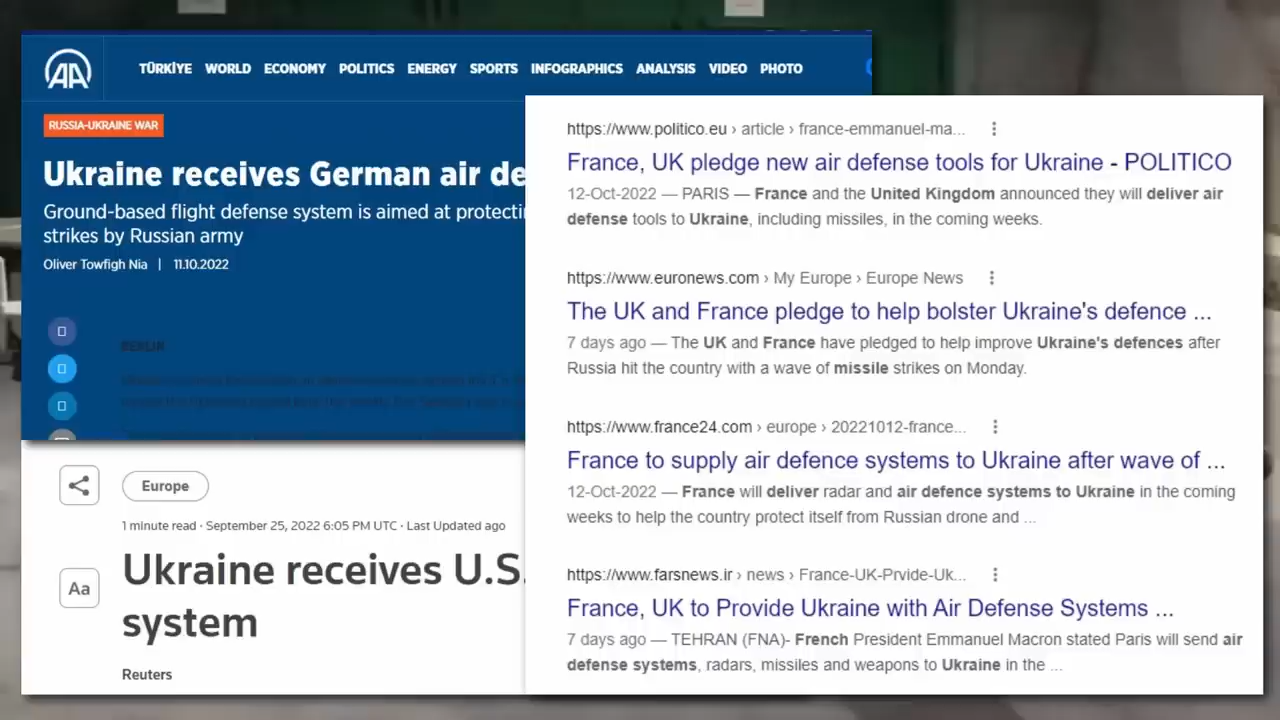 AA
TÜRKİYE WORLD ECONOMY POLITICS ENERGY SPORTS INFOGRAPHICS ANALYSIS VIDEO PHOTO
RUSSIA-UKRAINE WAR
Ukraine receives German air de
Ground-based flight defense system is aimed at protecti
strikes by Russian army
Oliver Towfigh Nia | 11.10.2022
BERLIN
Europe
1 minute read · September 25, 2022 6:05 PM UTC · Last Updated ago
Aa
Ukraine receives U.S.
system
Reuters
https://www.politico.eu › article › france-emmanuel-ma...
France, UK pledge new air defense tools for Ukraine - POLITICO
12-Oct-2022 — PARIS — France and the United Kingdom announced they will deliver air
defense tools to Ukraine, including missiles, in the coming weeks.
https://www.euronews.com › My Europe › Europe News
The UK and France pledge to help bolster Ukraine's defence ...
7 days ago — The UK and France have pledged to help improve Ukraine's defences after
Russia hit the country with a wave of missile strikes on Monday.
https://www.france24.com › europe › 20221012-france...
France to supply air defence systems to Ukraine after wave of ...
12-Oct-2022 — France will deliver radar and air defence systems to Ukraine in the coming
weeks to help the country protect itself from Russian drone and ...
https://www.farsnews.ir › news › France-UK-Prvide-Uk...
France, UK to Provide Ukraine with Air Defense Systems ...
7 days ago — TEHRAN (FNA)- French President Emmanuel Macron stated Paris will send air
defense systems, radars, missiles and weapons to Ukraine in the ...